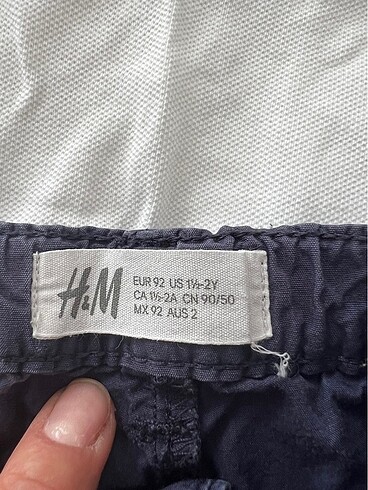 H&M
EUR 92 US 1½-2Y
CA 1½-2A CN 90/50
MX 92 AUS 2